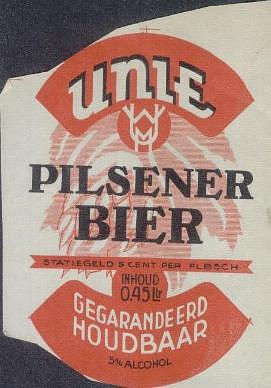 UNIE
PILSENER
BIER
STATIEGELD 5 CENT PER FLESCH
INHOUD
0.45 Ltr
GEGARANDEERD
HOUDBAAR
5% ALCOHOL